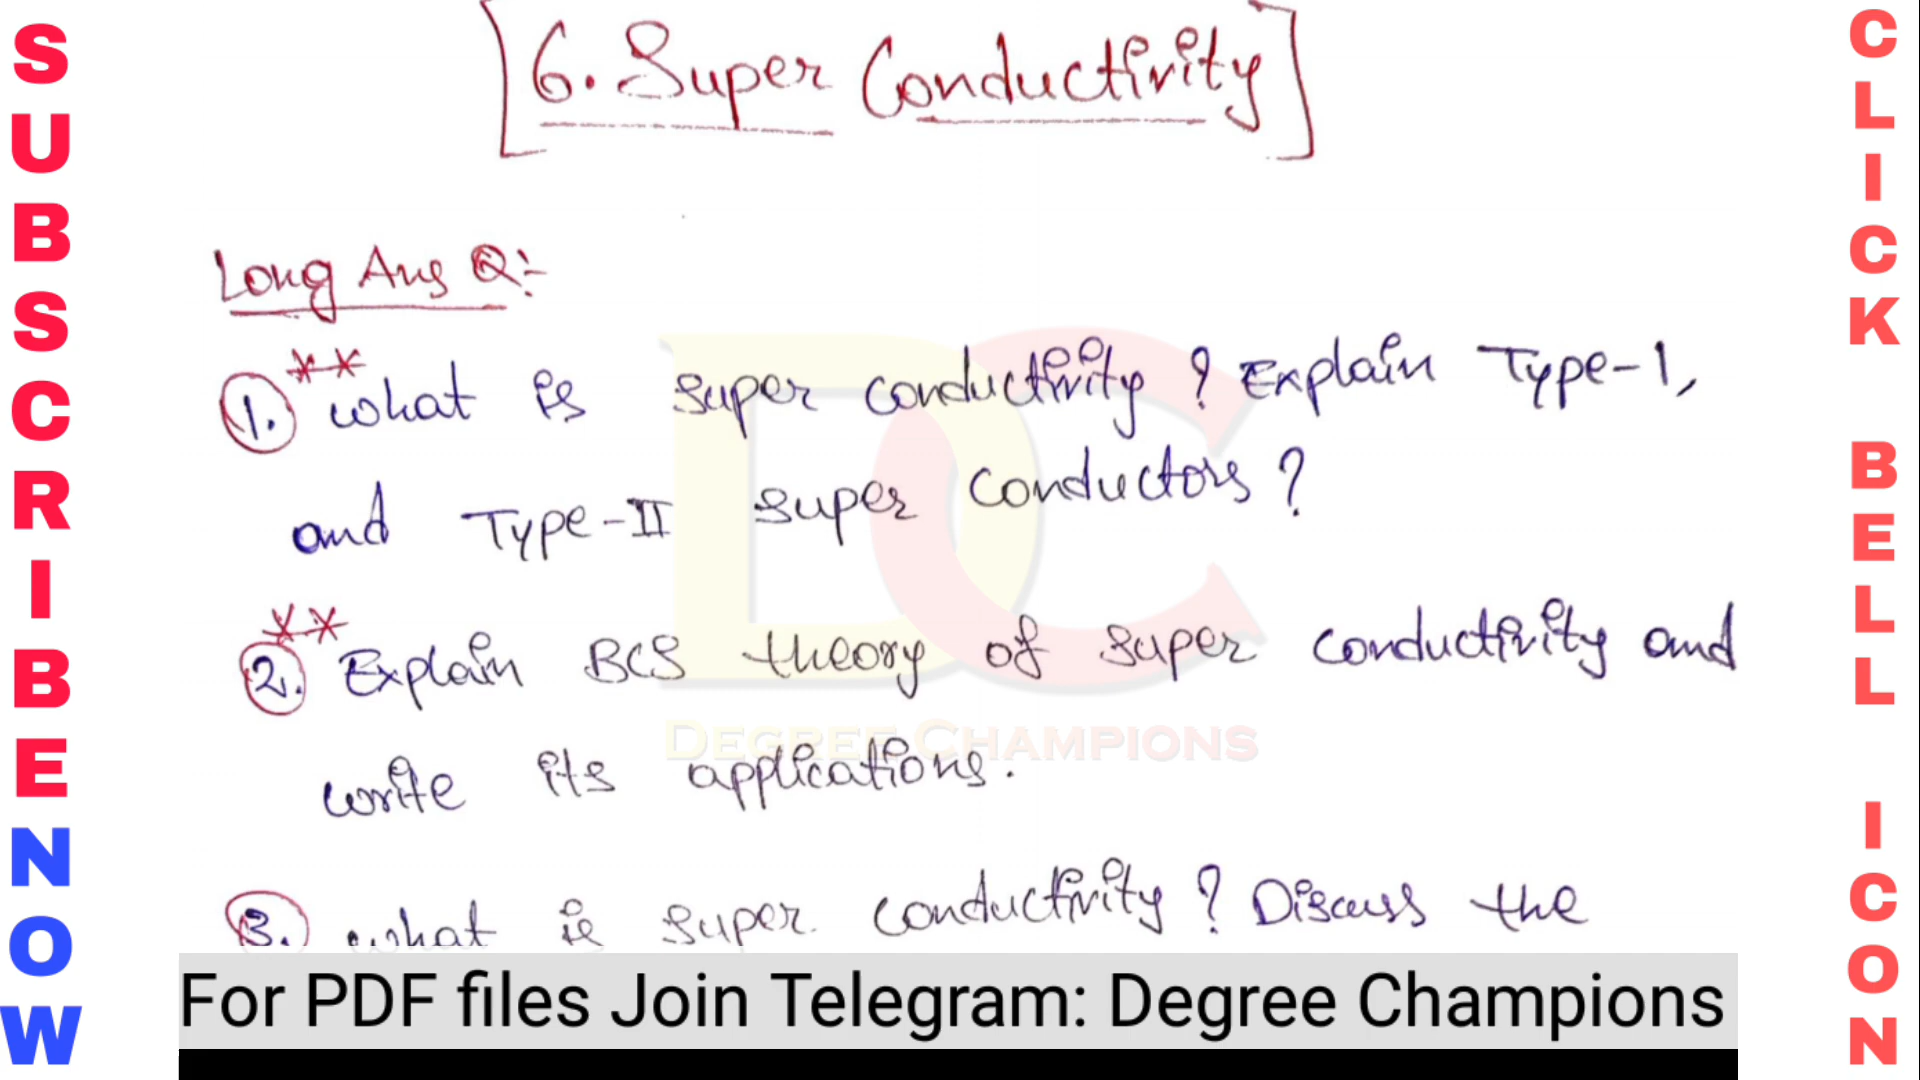 SUBSCRIBE NOW
[6. Super Conductivity]
Long Ans Q:-
** 
1. what is super conductivity? Explain Type-1,
and Type-II super conductors?
**
2. Explain BCS theory of super conductivity and
write its applications.
3. what is super conductivity? Discuss the
DC
DEGREE CHAMPIONS
For PDF files Join Telegram: Degree Champions
CLICK BELL ICON